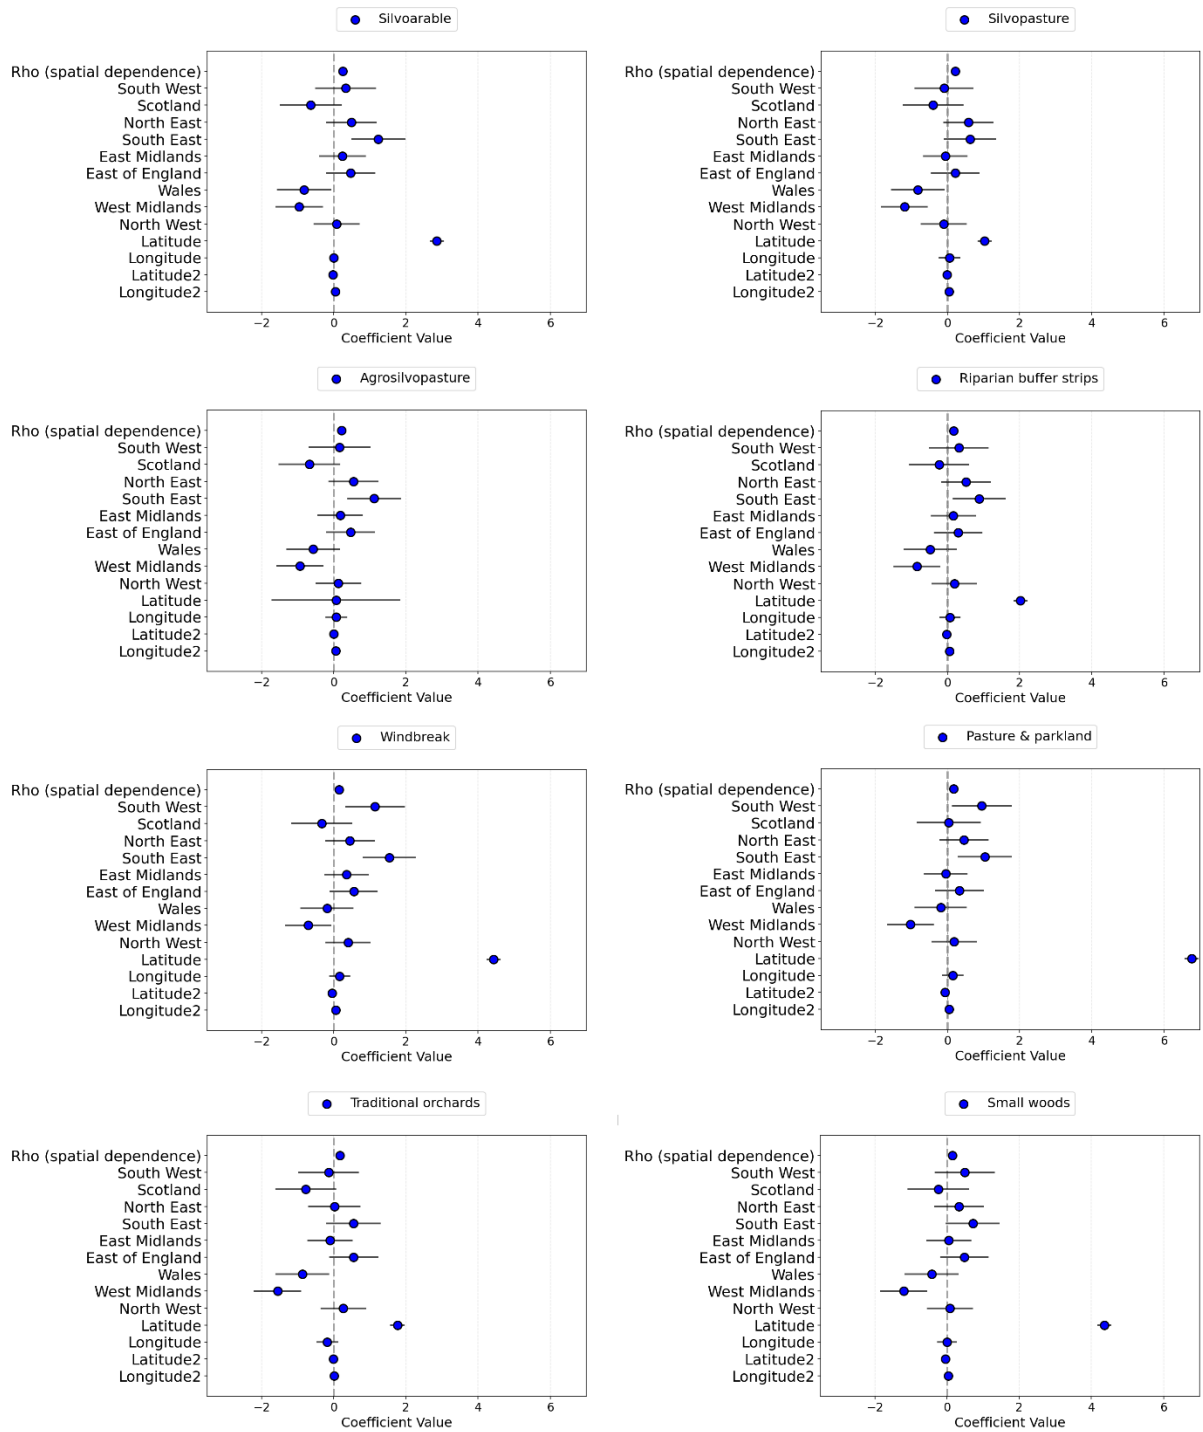 Silvoarable
Rho (spatial dependence)
South West
Scotland
North East
South East
East Midlands
East of England
Wales
West Midlands
North West
Latitude
Longitude
Latitude2
Longitude2
−2 0 2 4 6
Coefficient Value
Silvopasture
Rho (spatial dependence)
South West
Scotland
North East
South East
East Midlands
East of England
Wales
West Midlands
North West
Latitude
Longitude
Latitude2
Longitude2
−2 0 2 4 6
Coefficient Value
Agrosilvopasture
Rho (spatial dependence)
South West
Scotland
North East
South East
East Midlands
East of England
Wales
West Midlands
North West
Latitude
Longitude
Latitude2
Longitude2
−2 0 2 4 6
Coefficient Value
Riparian buffer strips
Rho (spatial dependence)
South West
Scotland
North East
South East
East Midlands
East of England
Wales
West Midlands
North West
Latitude
Longitude
Latitude2
Longitude2
−2 0 2 4 6
Coefficient Value
Windbreak
Rho (spatial dependence)
South West
Scotland
North East
South East
East Midlands
East of England
Wales
West Midlands
North West
Latitude
Longitude
Latitude2
Longitude2
−2 0 2 4 6
Coefficient Value
Pasture & parkland
Rho (spatial dependence)
South West
Scotland
North East
South East
East Midlands
East of England
Wales
West Midlands
North West
Latitude
Longitude
Latitude2
Longitude2
−2 0 2 4 6
Coefficient Value
Traditional orchards
Rho (spatial dependence)
South West
Scotland
North East
South East
East Midlands
East of England
Wales
West Midlands
North West
Latitude
Longitude
Latitude2
Longitude2
−2 0 2 4 6
Coefficient Value
Small woods
Rho (spatial dependence)
South West
Scotland
North East
South East
East Midlands
East of England
Wales
West Midlands
North West
Latitude
Longitude
Latitude2
Longitude2
−2 0 2 4 6
Coefficient Value